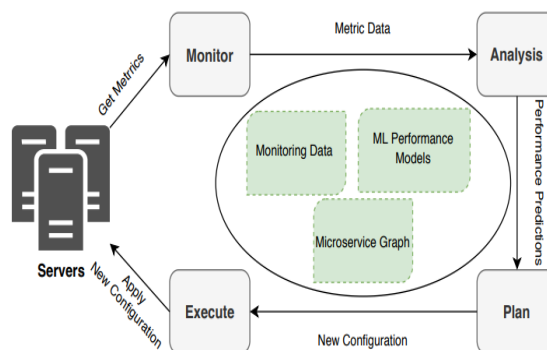 Metric Data
Monitor
Analysis
Get Metrrics
Monitoring Data
ML Performance
Models
Microservice Graph
Performance Predictions
Servers
Apply
New Configuration
Execute
New Configuration
Plan